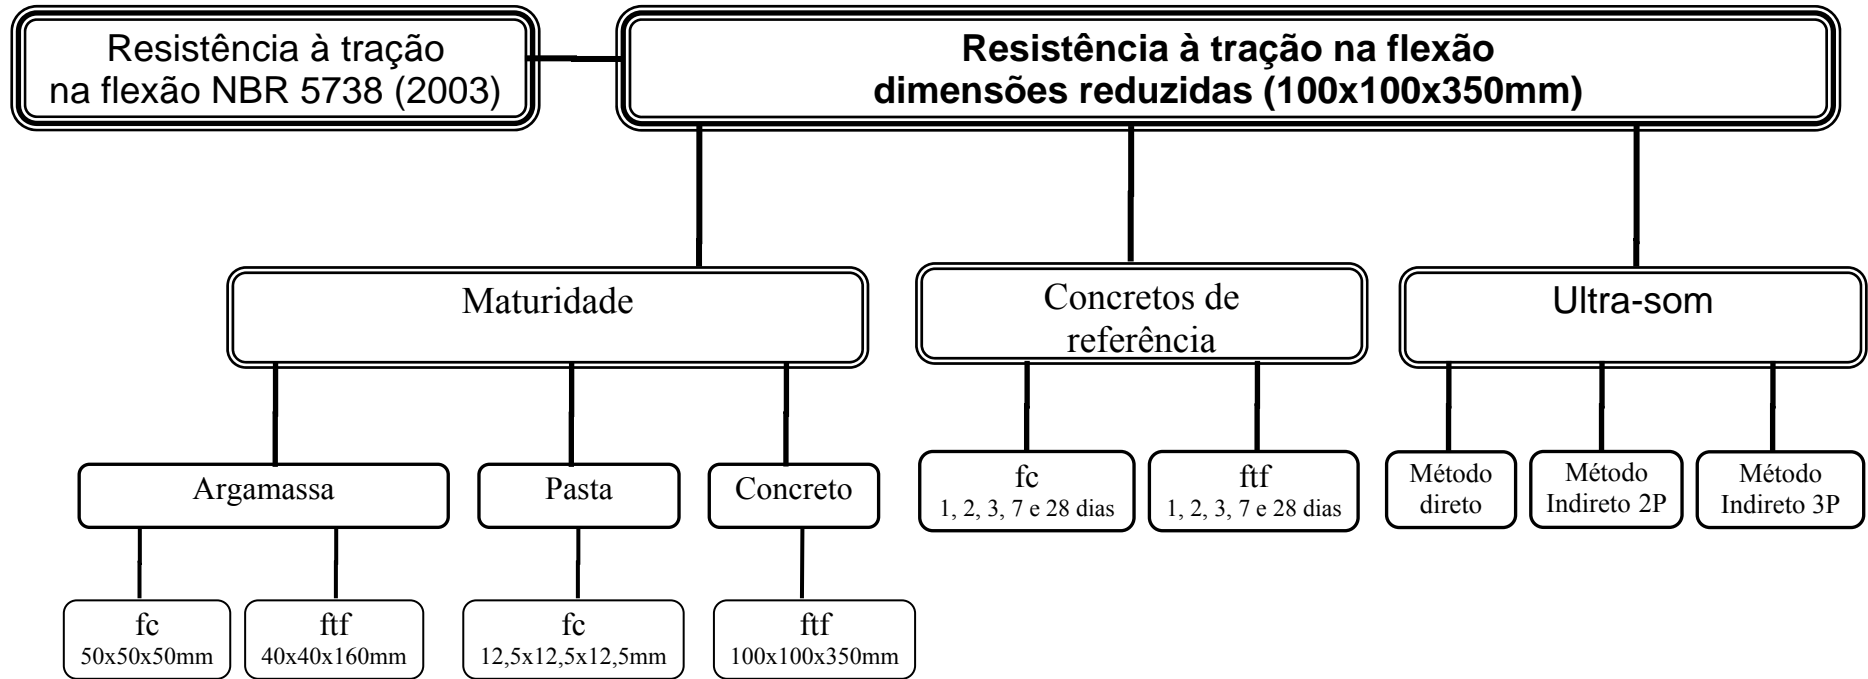 Resistência à tração
na flexão NBR 5738 (2003)
Resistência à tração na flexão
dimensões reduzidas (100x100x350mm)
Maturidade
Concretos de
referência
Ultra-som
Argamassa
Pasta
Concreto
fc
1, 2, 3, 7 e 28 dias
ftf
1, 2, 3, 7 e 28 dias
Método
direto
Método
Indireto 2P
Método
Indireto 3P
fc
50x50x50mm
ftf
40x40x160mm
fc
12,5x12,5x12,5mm
ftf
100x100x350mm